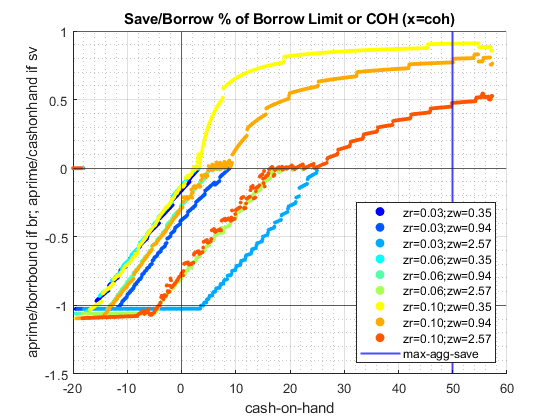 Save/Borrow % of Borrow Limit or COH (x=coh)
aprime/borrbound if br; aprime/cashonhand if sv
1
0.5
0
-0.5
-1
-1.5
-20
-10
0
10
20
30
40
50
60
cash-on-hand
zr=0.03;zw=0.35
zr=0.03;zw=0.94
zr=0.03;zw=2.57
zr=0.06;zw=0.35
zr=0.06;zw=0.94
zr=0.06;zw=2.57
zr=0.10;zw=0.35
zr=0.10;zw=0.94
zr=0.10;zw=2.57
max-agg-save